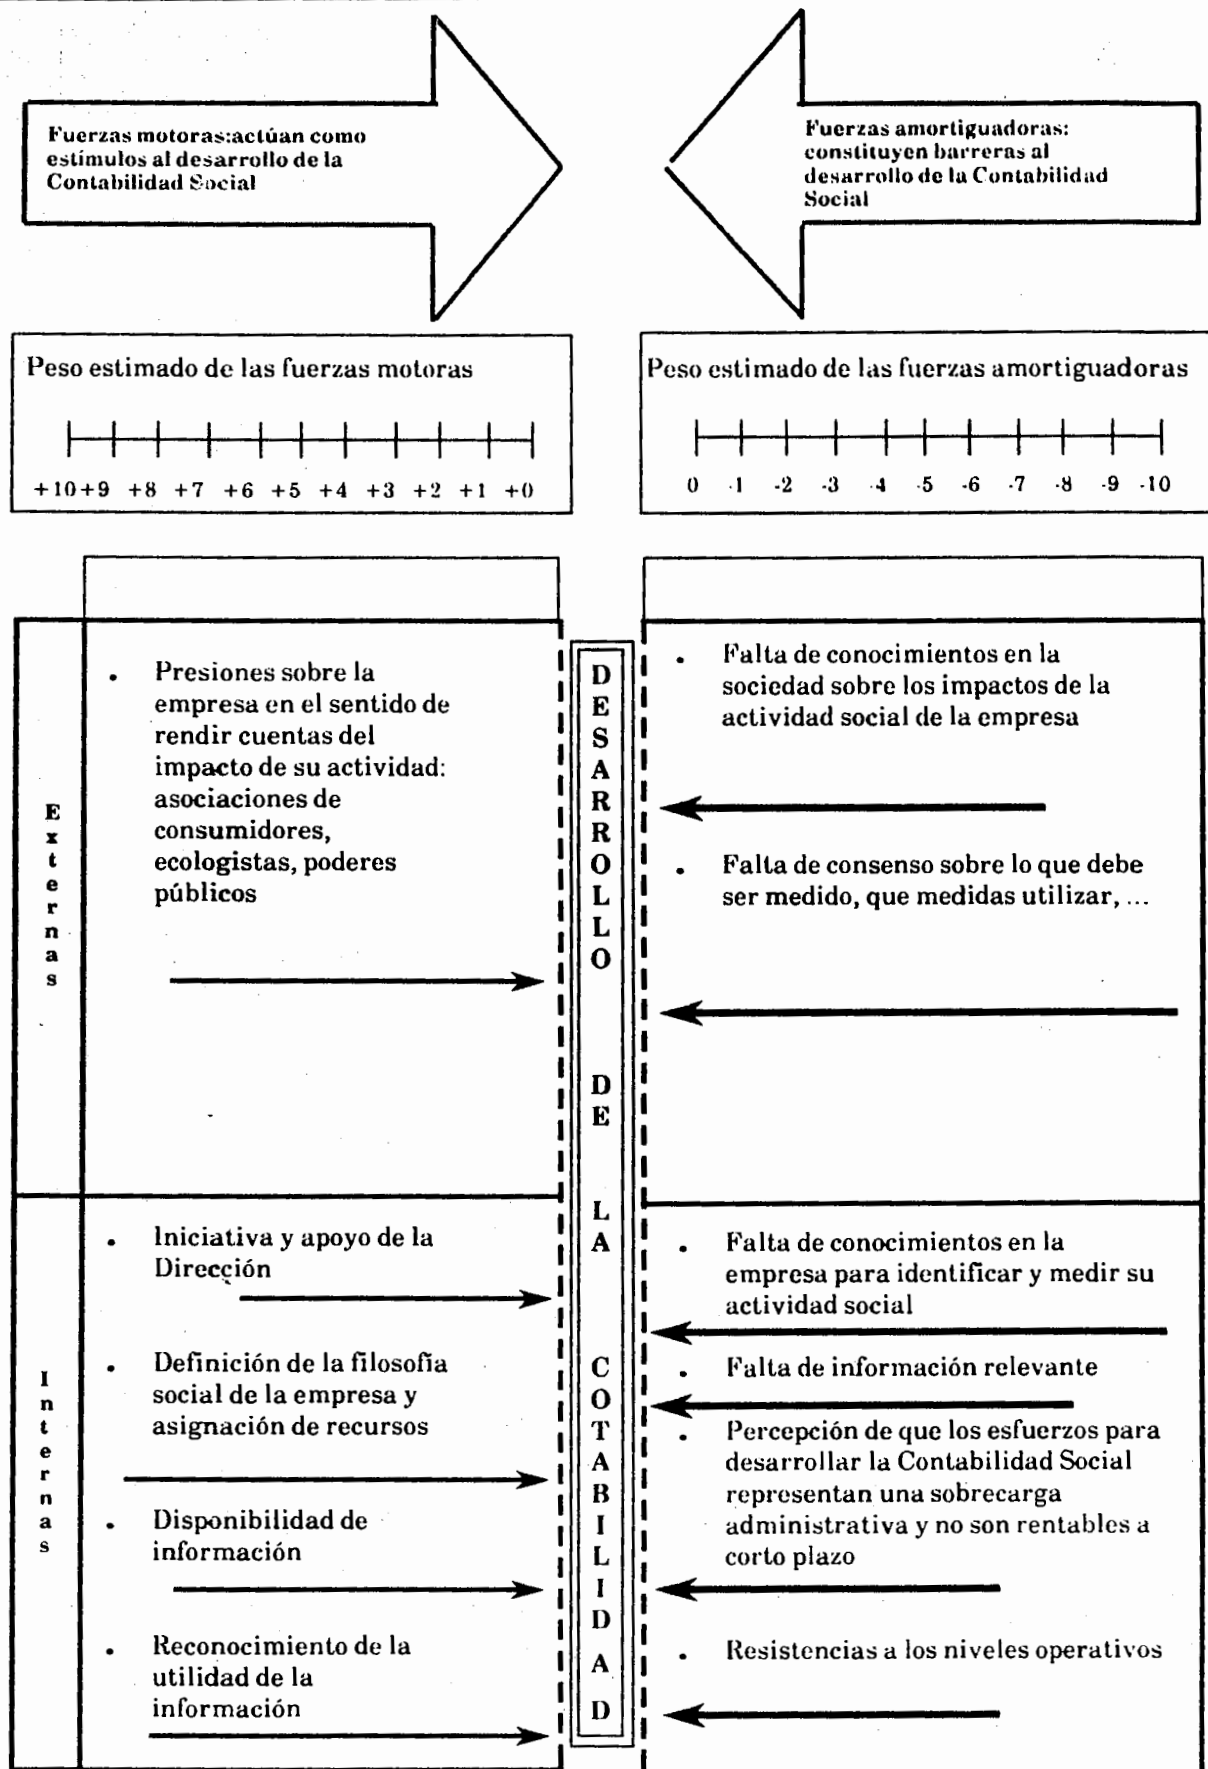 Fuerzas motoras:actúan como
estímulos al desarrollo de la
Contabilidad Social
Fuerzas amortiguadoras:
constituyen barreras al
desarrollo de la Contabilidad
Social
Peso estimado de las fuerzas motoras
+10 +9 +8 +7 +6 +5 +4 +3 +2 +1 +0
Peso estimado de las fuerzas amortiguadoras
0 -1 -2 -3 -4 -5 -6 -7 -8 -9 -10
Externas
• Presiones sobre la
empresa en el sentido de
rendir cuentas del
impacto de su actividad:
asociaciones de
consumidores,
ecologistas, poderes
públicos
DESARROLLO DE LA COTABILIDAD
• Falta de conocimientos en la
sociedad sobre los impactos de la
actividad social de la empresa
• Falta de consenso sobre lo que debe
ser medido, que medidas utilizar, ...
Internas
• Iniciativa y apoyo de la
Dirección
• Definición de la filosofía
social de la empresa y
asignación de recursos
• Disponibilidad de
información
• Reconocimiento de la
utilidad de la
información
• Falta de conocimientos en la
empresa para identificar y medir su
actividad social
• Falta de información relevante
• Percepción de que los esfuerzos para
desarrollar la Contabilidad Social
representan una sobrecarga
administrativa y no son rentables a
corto plazo
• Resistencias a los niveles operativos